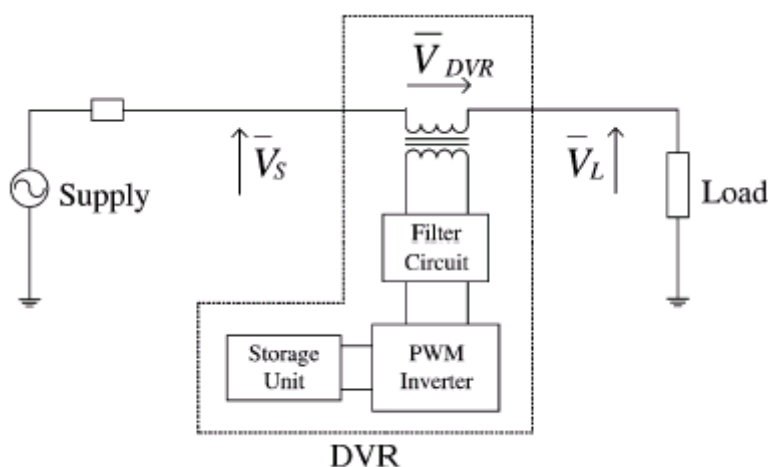 V̅ DVR
V̅S
V̅L
Supply
Load
Filter
Circuit
Storage
Unit
PWM
Inverter
DVR